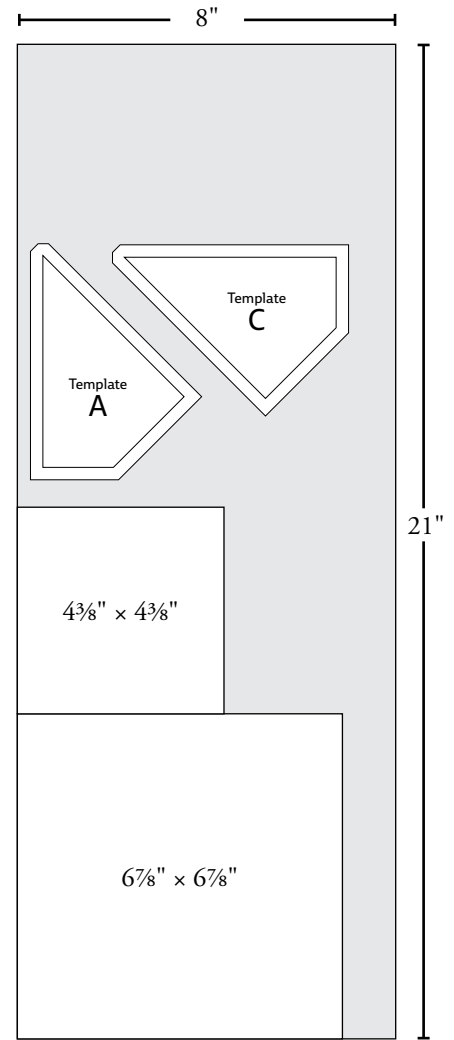 8"
Template
C
Template
A
21"
4⅜" × 4⅜"
6⅞" × 6⅞"